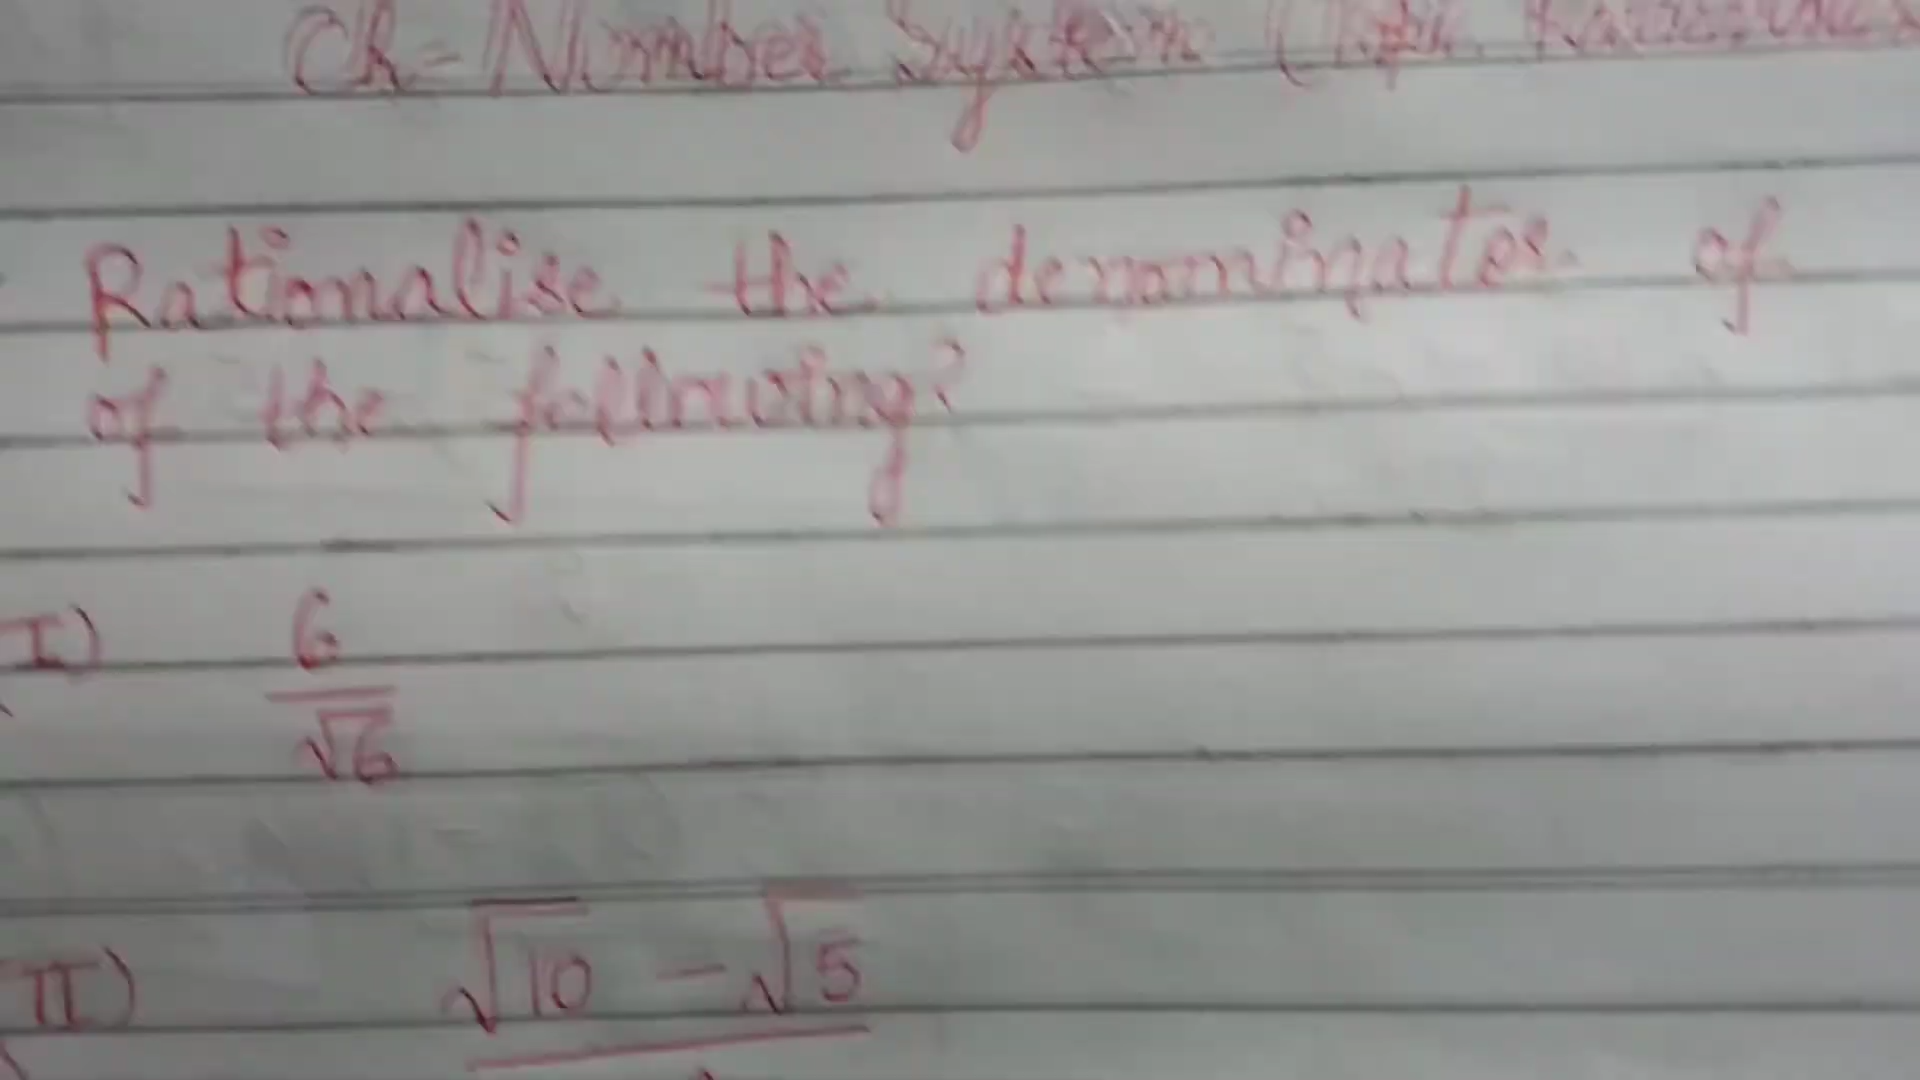 Ch - Number System
Rationalise the denominator of
of the following?
I) 6
√6
II) √10 - √5